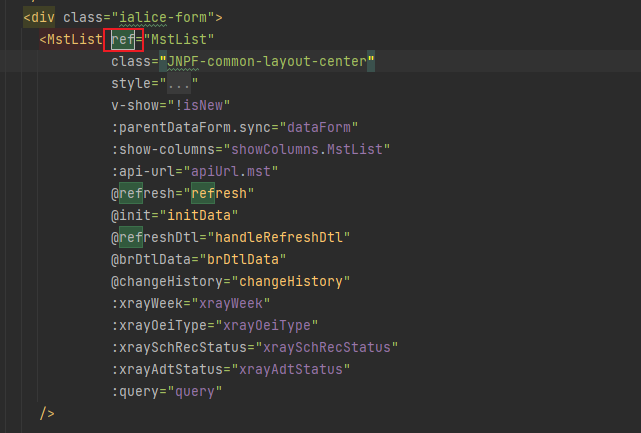 <div class="ialice-form">
<MstList ref="MstList"
class="JNPF-common-layout-center"
style="..."
v-show="!isNew"
:parentDataForm.sync="dataForm"
:show-columns="showColumns.MstList"
:api-url="apiUrl.mst"
@refresh="refresh"
@init="initData"
@refreshDtl="handleRefreshDtl"
@brDtlData="brDtlData"
@changeHistory="changeHistory"
:xrayWeek="xrayWeek"
:xrayOeiType="xrayOeiType"
:xraySchRecStatus="xraySchRecStatus"
:xrayAdtStatus="xrayAdtStatus"
:query="query"
/>